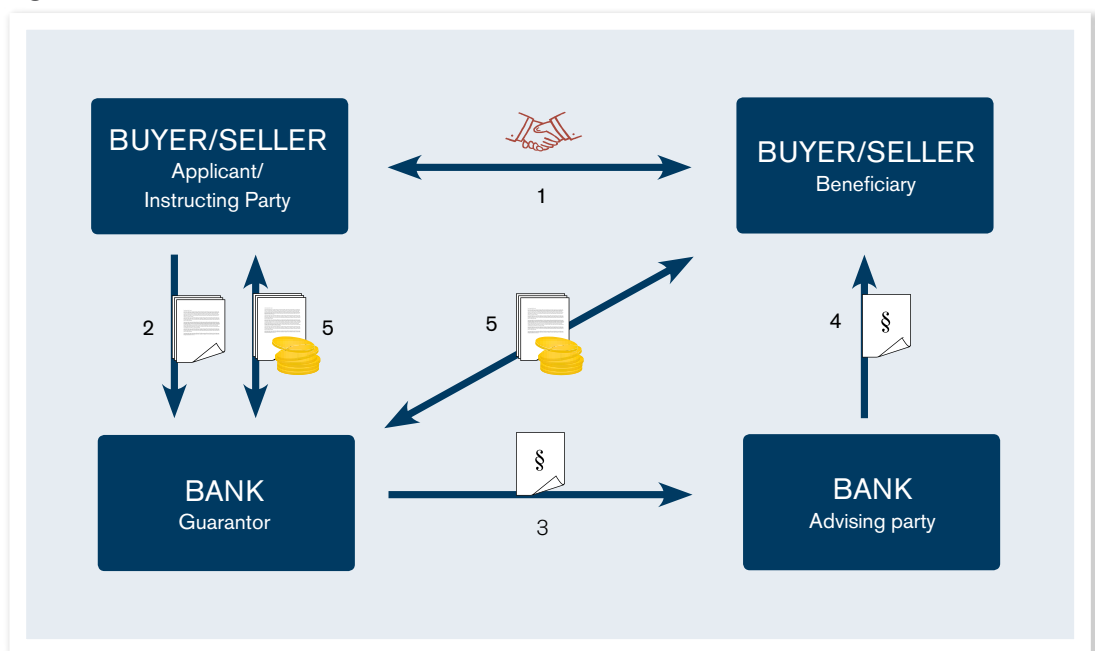 BUYER/SELLER
Applicant/
Instructing Party
1
BUYER/SELLER
Beneficiary
2
5
5
4
§
BANK
Guarantor
§
3
BANK
Advising party